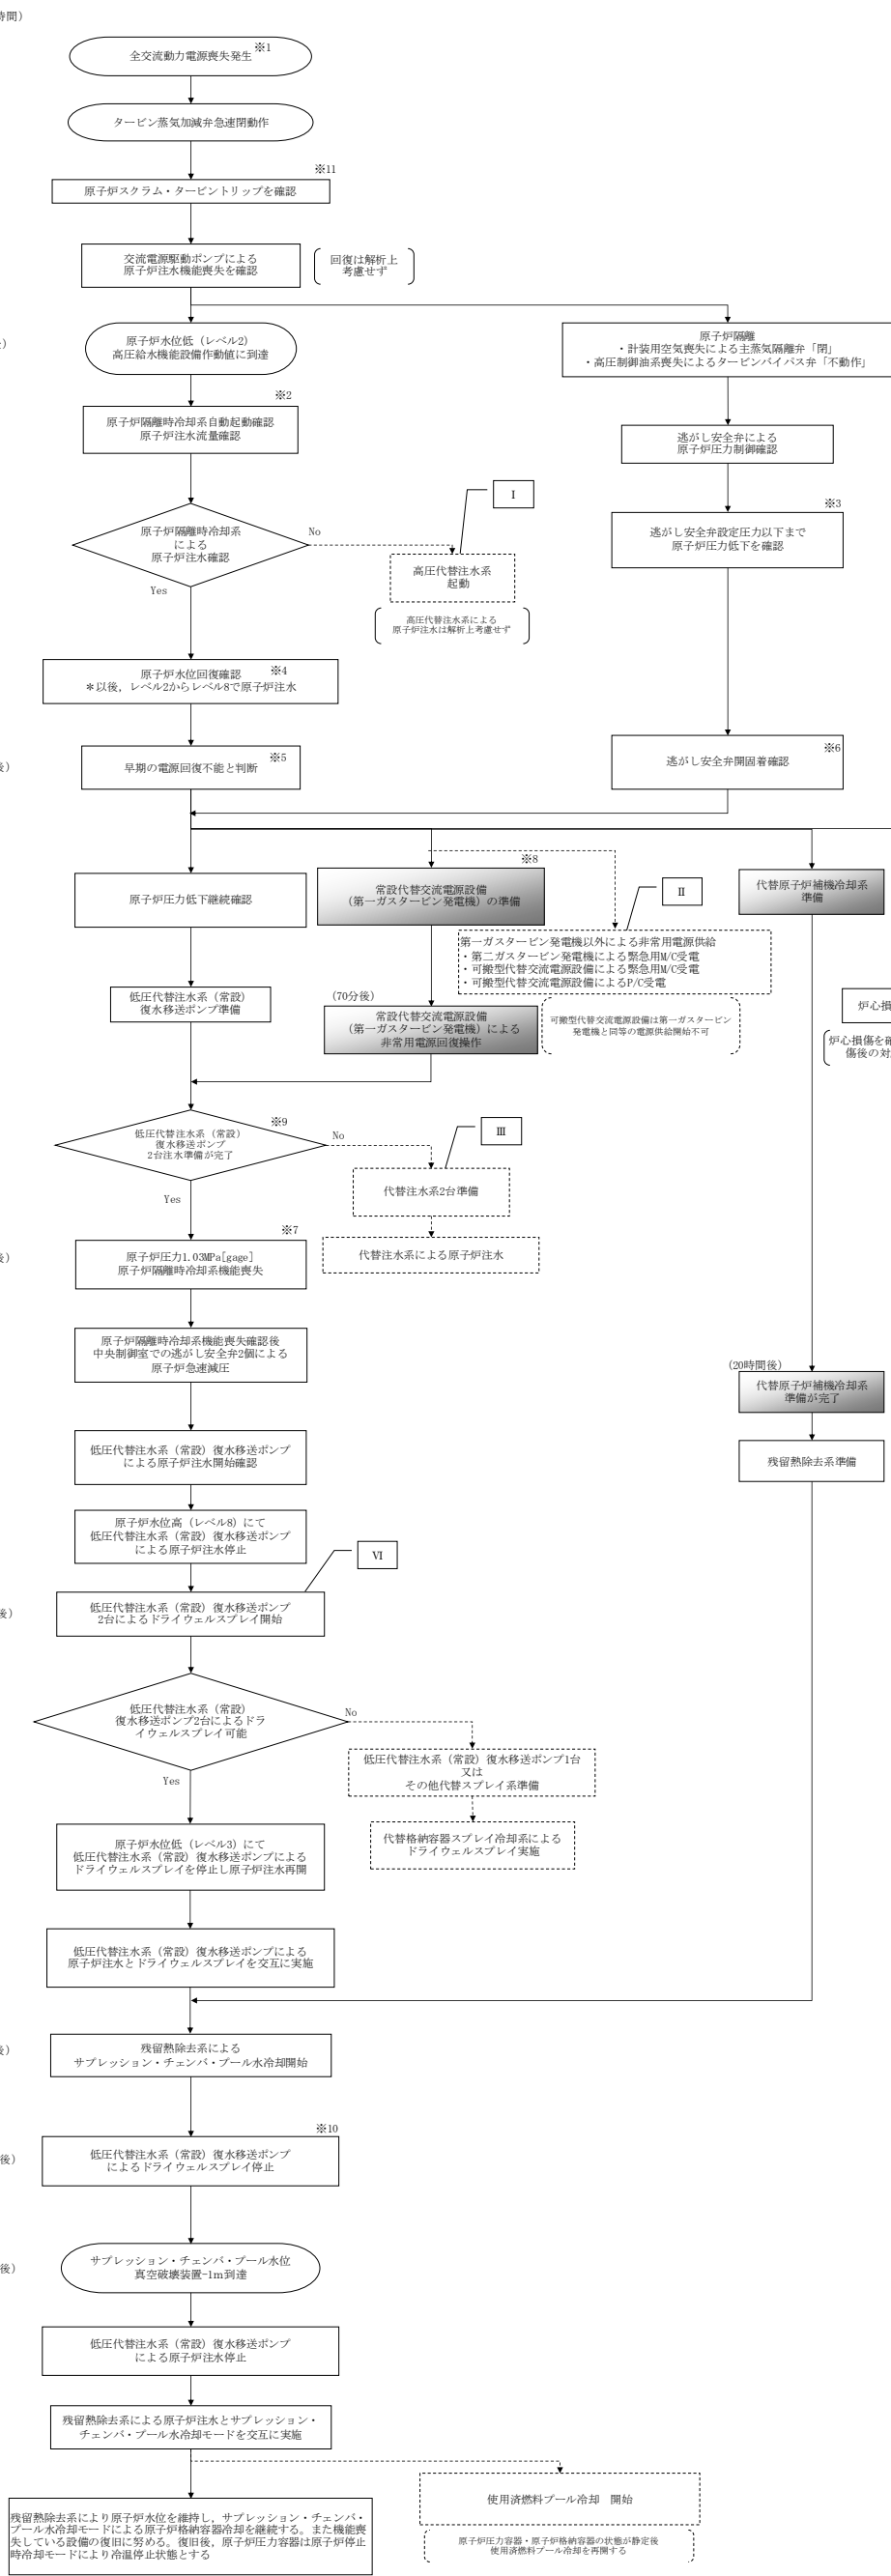 時間）
全交流動力電源喪失発生
※1
タービン蒸気加減弁急速閉動作
※11
原子炉スクラム・タービントリップを確認
交流電源駆動ポンプによる
原子炉注水機能喪失を確認
回復は解析上
考慮せず
原子炉水位低（レベル2）
高圧給水機能設備作動値に到達
原子炉隔離
・計装用空気喪失による主蒸気隔離弁「閉」
・高圧制御油系喪失によるタービンバイパス弁「不動作」
※2
原子炉隔離時冷却系自動起動確認
原子炉注水流量確認
逃がし安全弁による
原子炉圧力制御確認
Ⅰ
※3
逃がし安全弁設定圧力以下まで
原子炉圧力低下を確認
原子炉隔離時冷却系
による
原子炉注水確認
No
Yes
高圧代替注水系
起動
高圧代替注水系による
原子炉注水は解析上考慮せず
原子炉水位回復確認
※4
＊以後，レベル2からレベル8で原子炉注水
後）
早期の電源回復不能と判断
※5
逃がし安全弁開固着確認
※6
原子炉圧力低下継続確認
※8
常設代替交流電源設備
（第一ガスタービン発電機）の準備
Ⅱ
代替原子炉補機冷却系
準備
第一ガスタービン発電機以外による非常用電源供給
・第二ガスタービン発電機による緊急用M/C受電
・可搬型代替交流電源設備による緊急用M/C受電
・可搬型代替交流電源設備によるP/C受電
低圧代替注水系（常設）
復水移送ポンプ準備
（70分後）
常設代替交流電源設備
（第一ガスタービン発電機）による
非常用電源回復操作
可搬型代替交流電源設備は第一ガスタービン
発電機と同等の電源供給開始不可
炉心損
炉心損傷を確
傷後の対
※9
低圧代替注水系（常設）
復水移送ポンプ
2台注水準備が完了
No
Yes
Ⅲ
代替注水系2台準備
代替注水系による原子炉注水
※7
後）
原子炉圧力1.03MPa[gage]
原子炉隔離時冷却系機能喪失
原子炉隔離時冷却系機能喪失確認後
中央制御室での逃がし安全弁2個による
原子炉急速減圧
（20時間後）
代替原子炉補機冷却系
準備が完了
残留熱除去系準備
低圧代替注水系（常設）復水移送ポンプ
による原子炉注水開始確認
原子炉水位高（レベル8）にて
低圧代替注水系（常設）復水移送ポンプ
による原子炉注水停止
Ⅵ
後）
低圧代替注水系（常設）復水移送ポンプ
2台によるドライウェルスプレイ開始
低圧代替注水系（常設）
復水移送ポンプ2台によるドラ
イウェルスプレイ可能
No
Yes
低圧代替注水系（常設）復水移送ポンプ1台
又は
その他代替スプレイ系準備
代替格納容器スプレイ冷却系による
ドライウェルスプレイ実施
原子炉水位低（レベル3）にて
低圧代替注水系（常設）復水移送ポンプによる
ドライウェルスプレイを停止し原子炉注水再開
低圧代替注水系（常設）復水移送ポンプによる
原子炉注水とドライウェルスプレイを交互に実施
後）
残留熱除去系による
サプレッション・チェンバ・プール水冷却開始
※10
後）
低圧代替注水系（常設）復水移送ポンプ
によるドライウェルスプレイ停止
後）
サプレッション・チェンバ・プール水位
真空破壊装置-1m到達
低圧代替注水系（常設）復水移送ポンプ
による原子炉注水停止
残留熱除去系による原子炉注水とサプレッション・
チェンバ・プール水冷却モードを交互に実施
使用済燃料プール冷却　開始
原子炉圧力容器・原子炉格納容器の状態が静定後
使用済燃料プール冷却を再開する
残留熱除去系により原子炉水位を維持し，サプレッション・チェンバ・
プール水冷却モードによる原子炉格納容器冷却を継続する。また機能喪
失している設備の復旧に努める。復旧後，原子炉圧力容器は原子炉停止
時冷却モードにより冷温停止状態とする